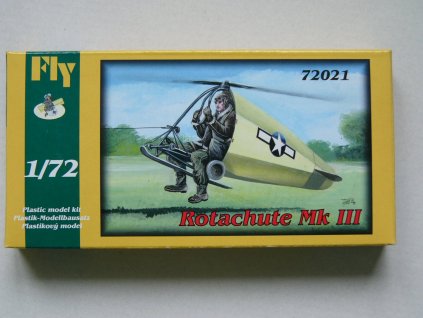 Fly
72021
1/72
Plastic model kit
Plastik-Modellbausatz
Plastikový model
Rotachute Mk III